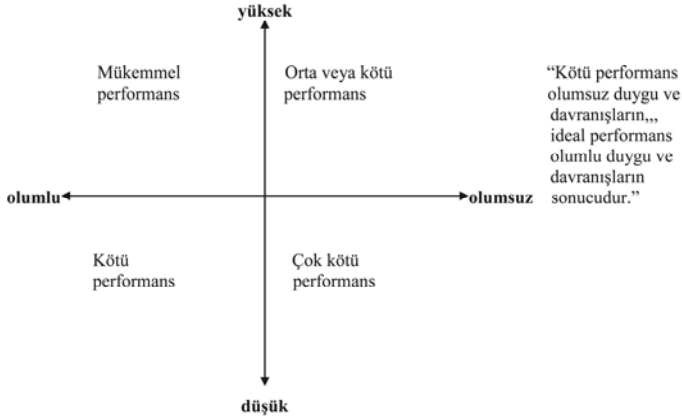 yüksek
Mükemmel
performans
Orta veya kötü
performans
“Kötü performans
olumsuz duygu ve
davranışların,,,
ideal performans
olumlu duygu ve
davranışların
sonucudur.”
olumlu
olumsuz
Kötü
performans
Çok kötü
performans
düşük